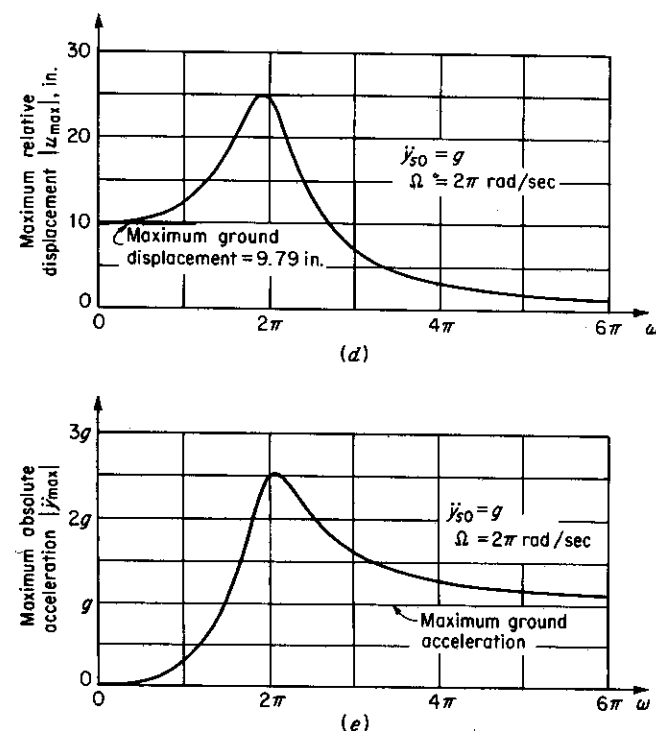 Maximum relative
displacement |u_max|, in.
30
20
10
0
ÿ_s0 = g
Ω = 2π rad/sec
Maximum ground
displacement = 9.79 in.
0
2π
4π
6π
ω
(d)
Maximum absolute
acceleration |ÿ_max|
3g
2g
g
0
ÿ_s0 = g
Ω = 2π rad/sec
Maximum ground
acceleration
0
2π
4π
6π
ω
(e)